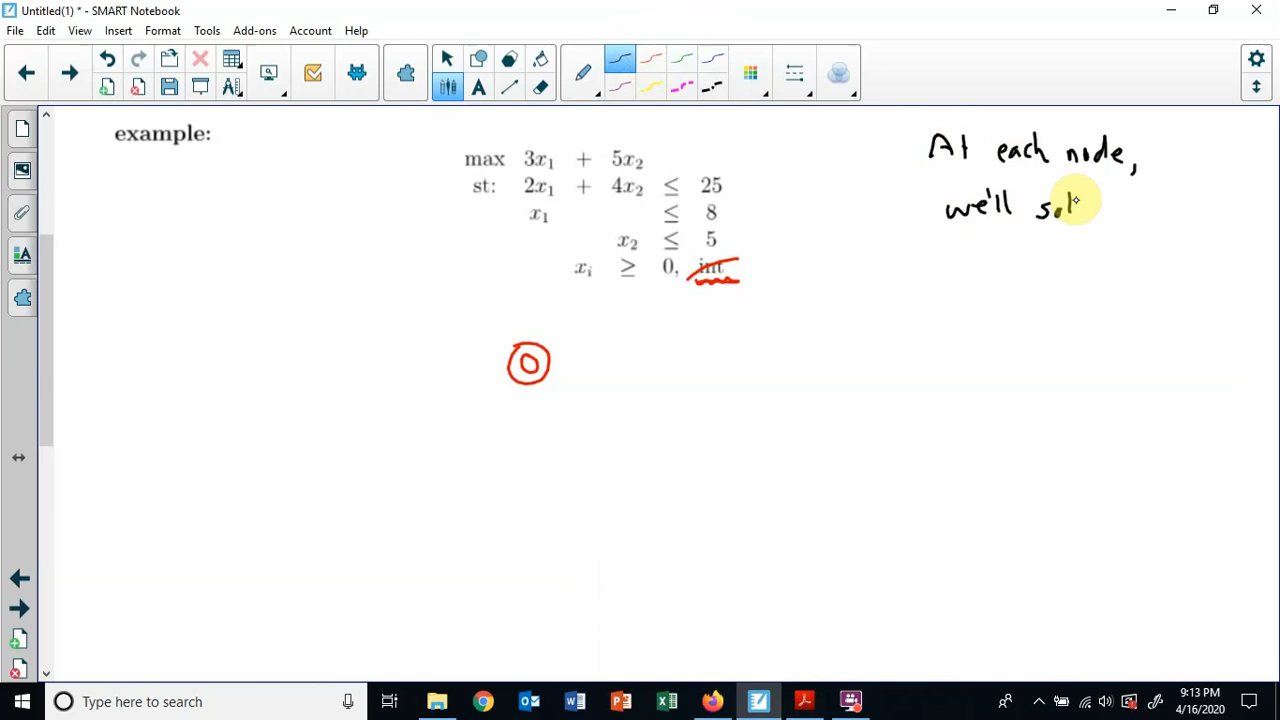 Untitled(1) * - SMART Notebook
File Edit View Insert Format Tools Add-ons Account Help
example:
max 3x₁ + 5x₂
st: 2x₁ + 4x₂ ≤ 25
x₁ ≤ 8
x₂ ≤ 5
xᵢ ≥ 0, int
At each node,
we'll sol
0
Type here to search
9:13 PM
4/16/2020